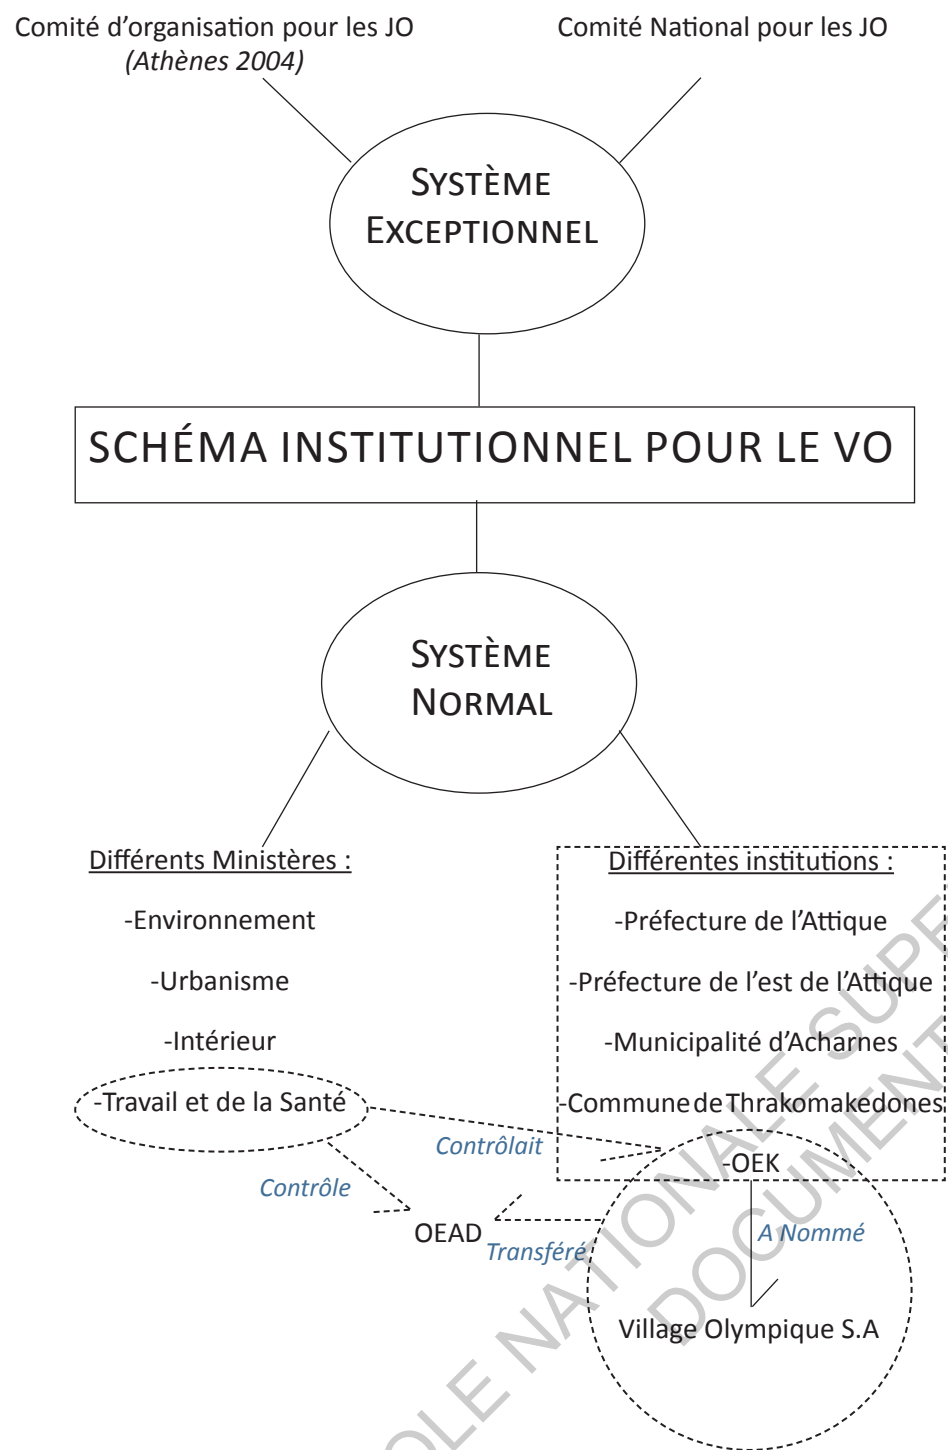 Comité d'organisation pour les JO
(Athènes 2004)
Comité National pour les JO
SYSTÈME
EXCEPTIONNEL
SCHÉMA INSTITUTIONNEL POUR LE VO
SYSTÈME
NORMAL
Différents Ministères :
-Environnement
-Urbanisme
-Intérieur
-Travail et de la Santé
Différentes institutions :
-Préfecture de l'Attique
-Préfecture de l'est de l'Attique
-Municipalité d'Acharnes
-Commune de Thrakomakedones
-OEK
Contrôlait
Contrôle
OEAD
Transféré
A Nommé
Village Olympique S.A
NATIONALE